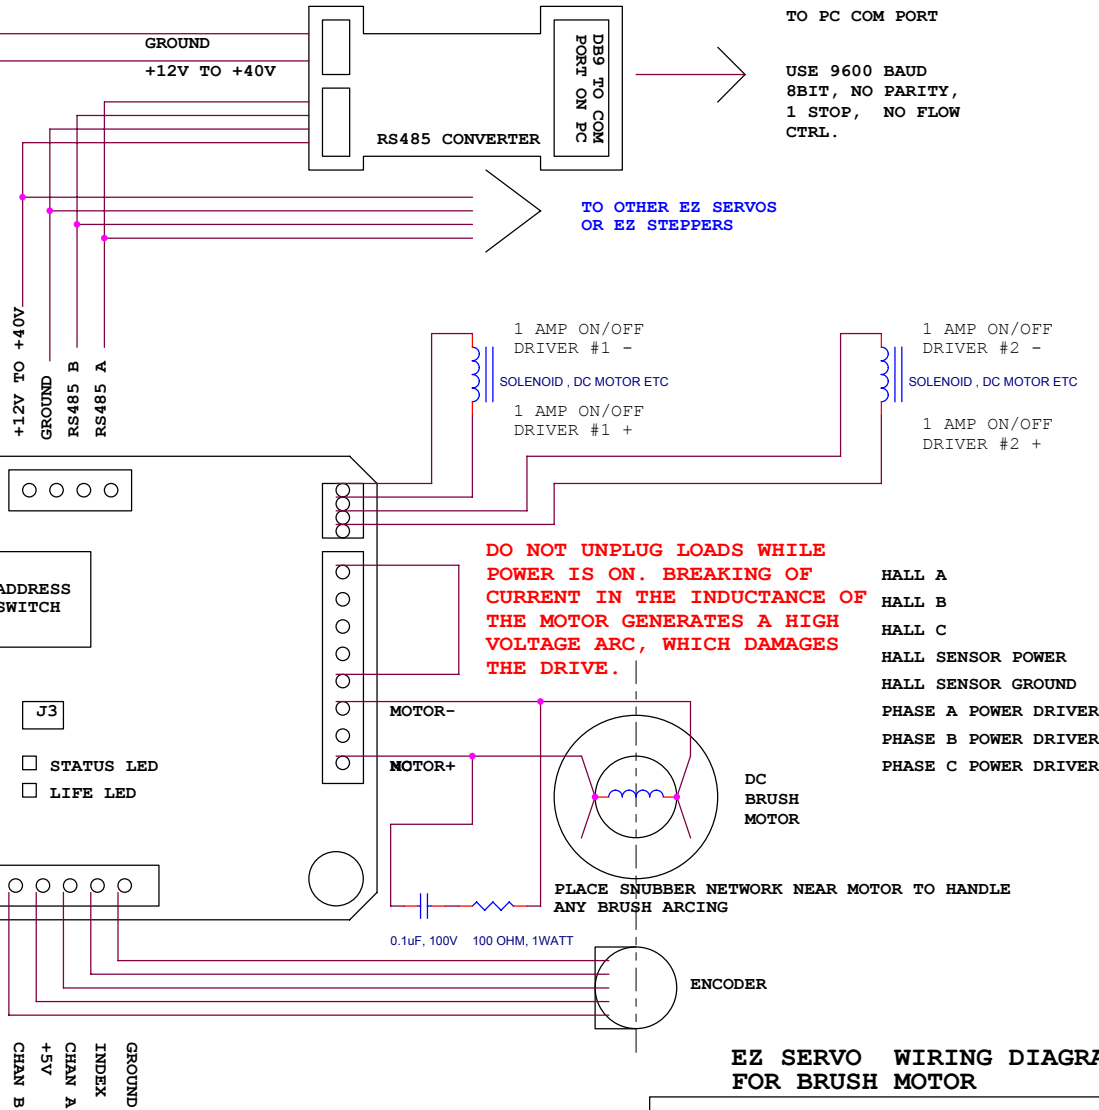 TO PC COM PORT
GROUND
+12V TO +40V
DB9 TO COM
PORT ON PC
USE 9600 BAUD
8BIT, NO PARITY,
1 STOP, NO FLOW
CTRL.
RS485 CONVERTER
TO OTHER EZ SERVOS
OR EZ STEPPERS
+12V TO +40V
GROUND
RS485 B
RS485 A
1 AMP ON/OFF
DRIVER #1 -
SOLENOID , DC MOTOR ETC
1 AMP ON/OFF
DRIVER #1 +
1 AMP ON/OFF
DRIVER #2 -
SOLENOID , DC MOTOR ETC
1 AMP ON/OFF
DRIVER #2 +
ADDRESS
SWITCH
DO NOT UNPLUG LOADS WHILE
POWER IS ON. BREAKING OF
CURRENT IN THE INDUCTANCE OF
THE MOTOR GENERATES A HIGH
VOLTAGE ARC, WHICH DAMAGES
THE DRIVE.
HALL A
HALL B
HALL C
HALL SENSOR POWER
HALL SENSOR GROUND
PHASE A POWER DRIVER
PHASE B POWER DRIVER
PHASE C POWER DRIVER
J3
STATUS LED
LIFE LED
MOTOR-
MOTOR+
DC
BRUSH
MOTOR
PLACE SNUBBER NETWORK NEAR MOTOR TO HANDLE
ANY BRUSH ARCING
0.1uF, 100V
100 OHM, 1WATT
ENCODER
CHAN B
+5V
CHAN A
INDEX
GROUND
EZ SERVO WIRING DIAGRA
FOR BRUSH MOTOR